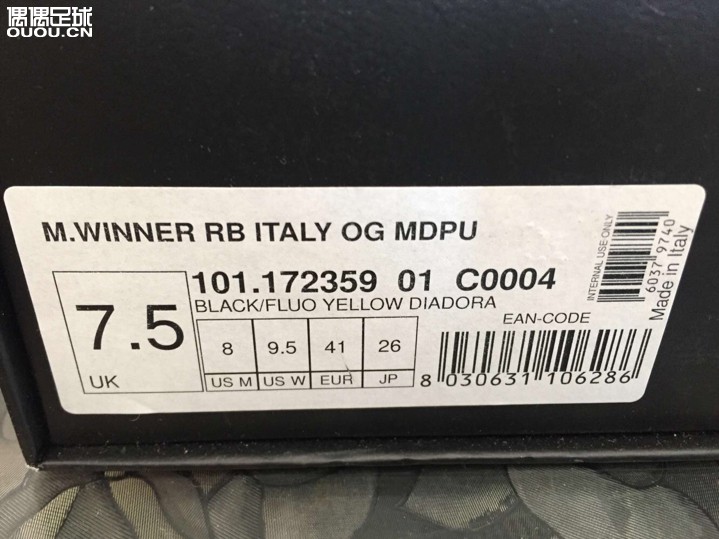 偶偶足球
OUOU.CN
M.WINNER RB ITALY OG MDPU
101.172359 01 C0004
BLACK/FLUO YELLOW DIADORA
7.5
UK
8
US M
9.5
US W
41
EUR
26
JP
EAN-CODE
8 030631 106286
INTERNAL USE ONLY
6037 9740
Made in Italy